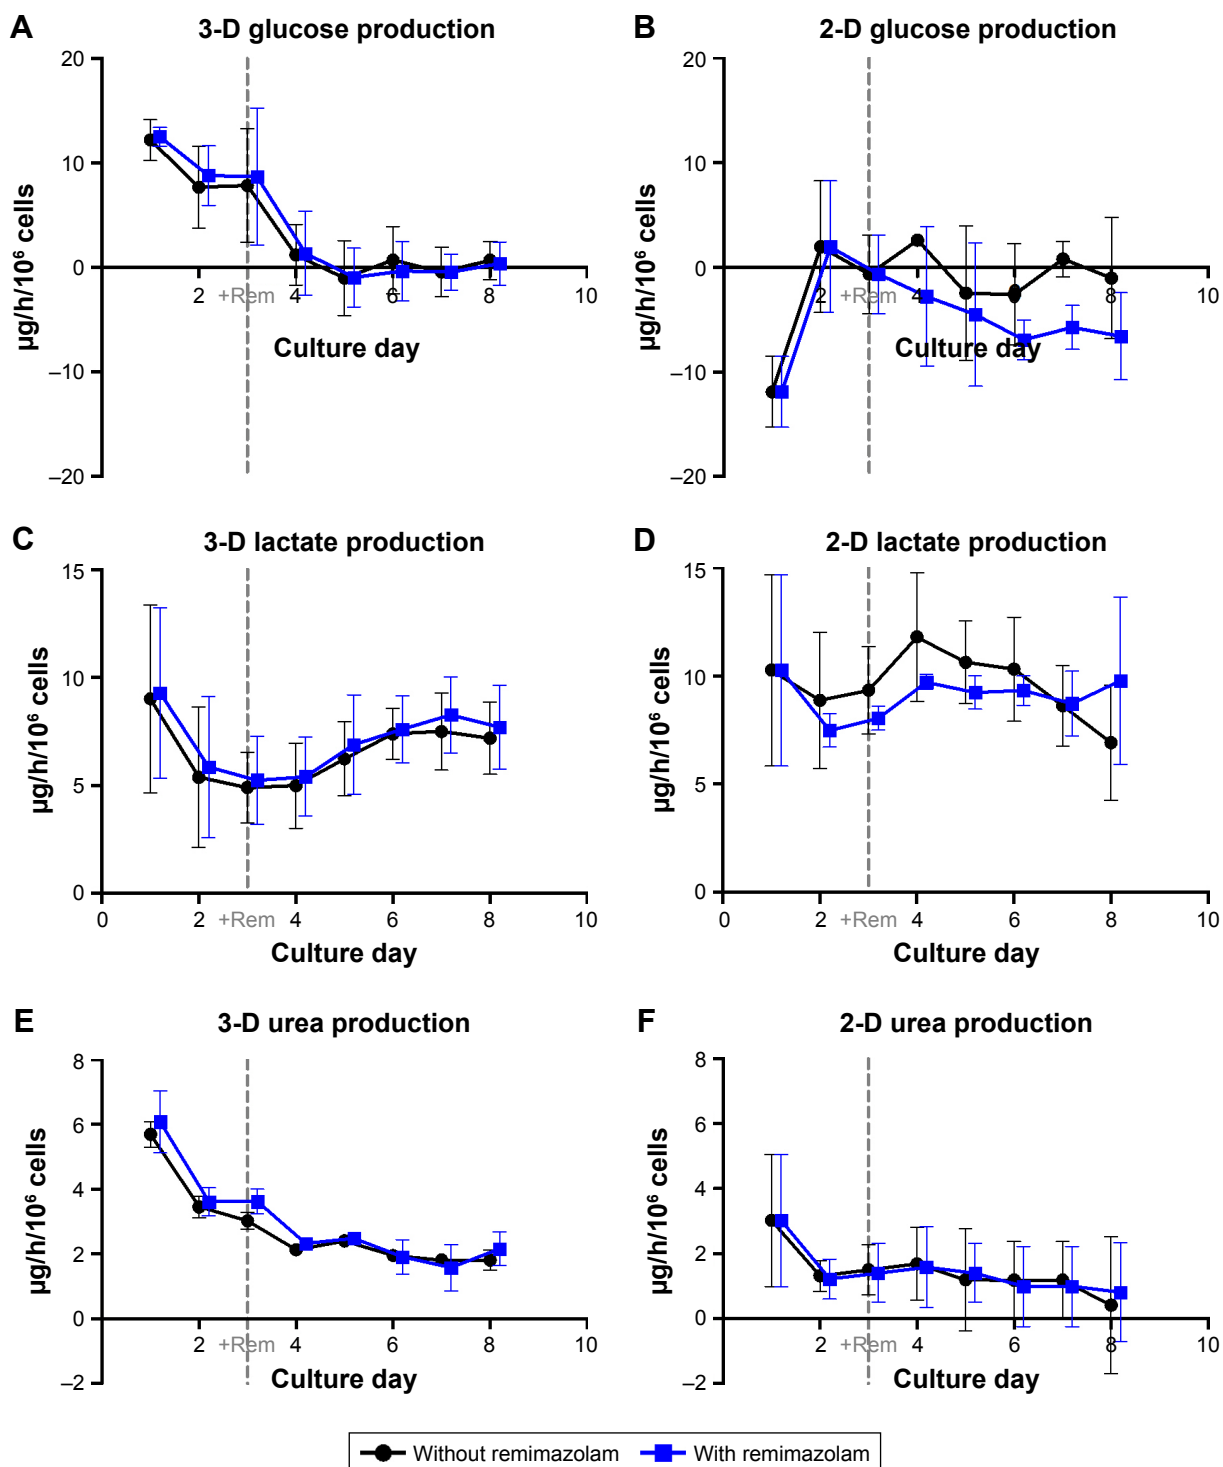 A
3-D glucose production
20
10
0
–10
–20
µg/h/10⁶ cells
2 +Rem 4 6 8 10
Culture day
B
2-D glucose production
20
10
0
–10
–20
µg/h/10⁶ cells
2 +Rem 4 6 8 10
Culture day
C
3-D lactate production
15
10
5
0
µg/h/10⁶ cells
0 2 +Rem 4 6 8 10
Culture day
D
2-D lactate production
15
10
5
0
µg/h/10⁶ cells
0 2 +Rem 4 6 8 10
Culture day
E
3-D urea production
8
6
4
2
0
–2
µg/h/10⁶ cells
2 +Rem 4 6 8 10
Culture day
F
2-D urea production
8
6
4
2
0
–2
µg/h/10⁶ cells
2 +Rem 4 6 8 10
Culture day
Without remimazolam With remimazolam